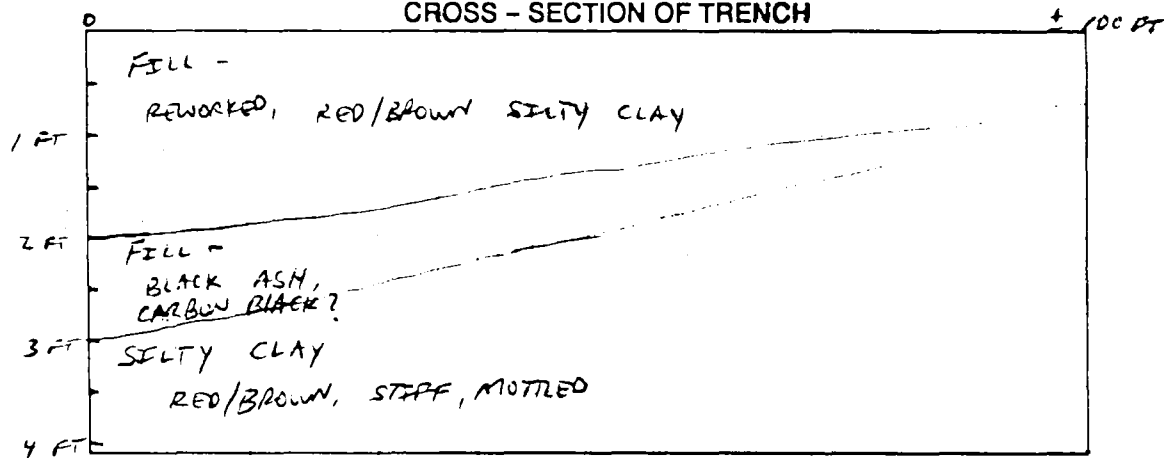 CROSS – SECTION OF TRENCH
0
± 100 FT
FILL –
REWORKED, RED/BROWN SILTY CLAY
1 FT
2 FT
FILL –
BLACK ASH,
CARBON BLACK?
3 FT
SILTY CLAY
RED/BROWN, STIFF, MOTTLED
4 FT